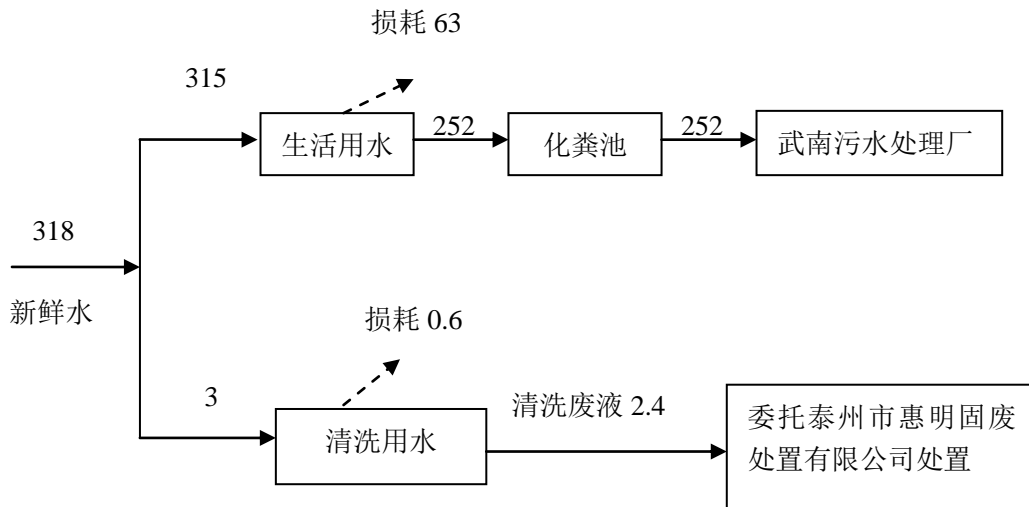 损耗 63
315
生活用水
252
化粪池
252
武南污水处理厂
318
新鲜水
损耗 0.6
3
清洗用水
清洗废液 2.4
委托泰州市惠明固废
处置有限公司处置